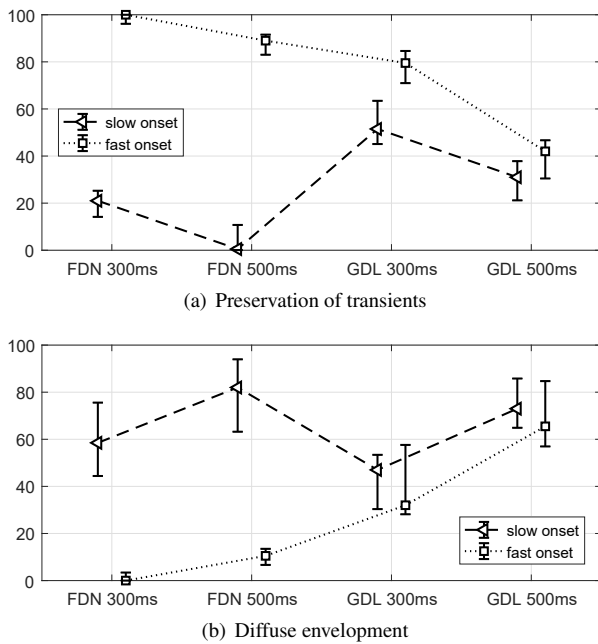 100
80
60
40
20
0
slow onset
fast onset
FDN 300ms FDN 500ms GDL 300ms GDL 500ms
(a) Preservation of transients
100
80
60
40
20
0
slow onset
fast onset
FDN 300ms FDN 500ms GDL 300ms GDL 500ms
(b) Diffuse envelopment